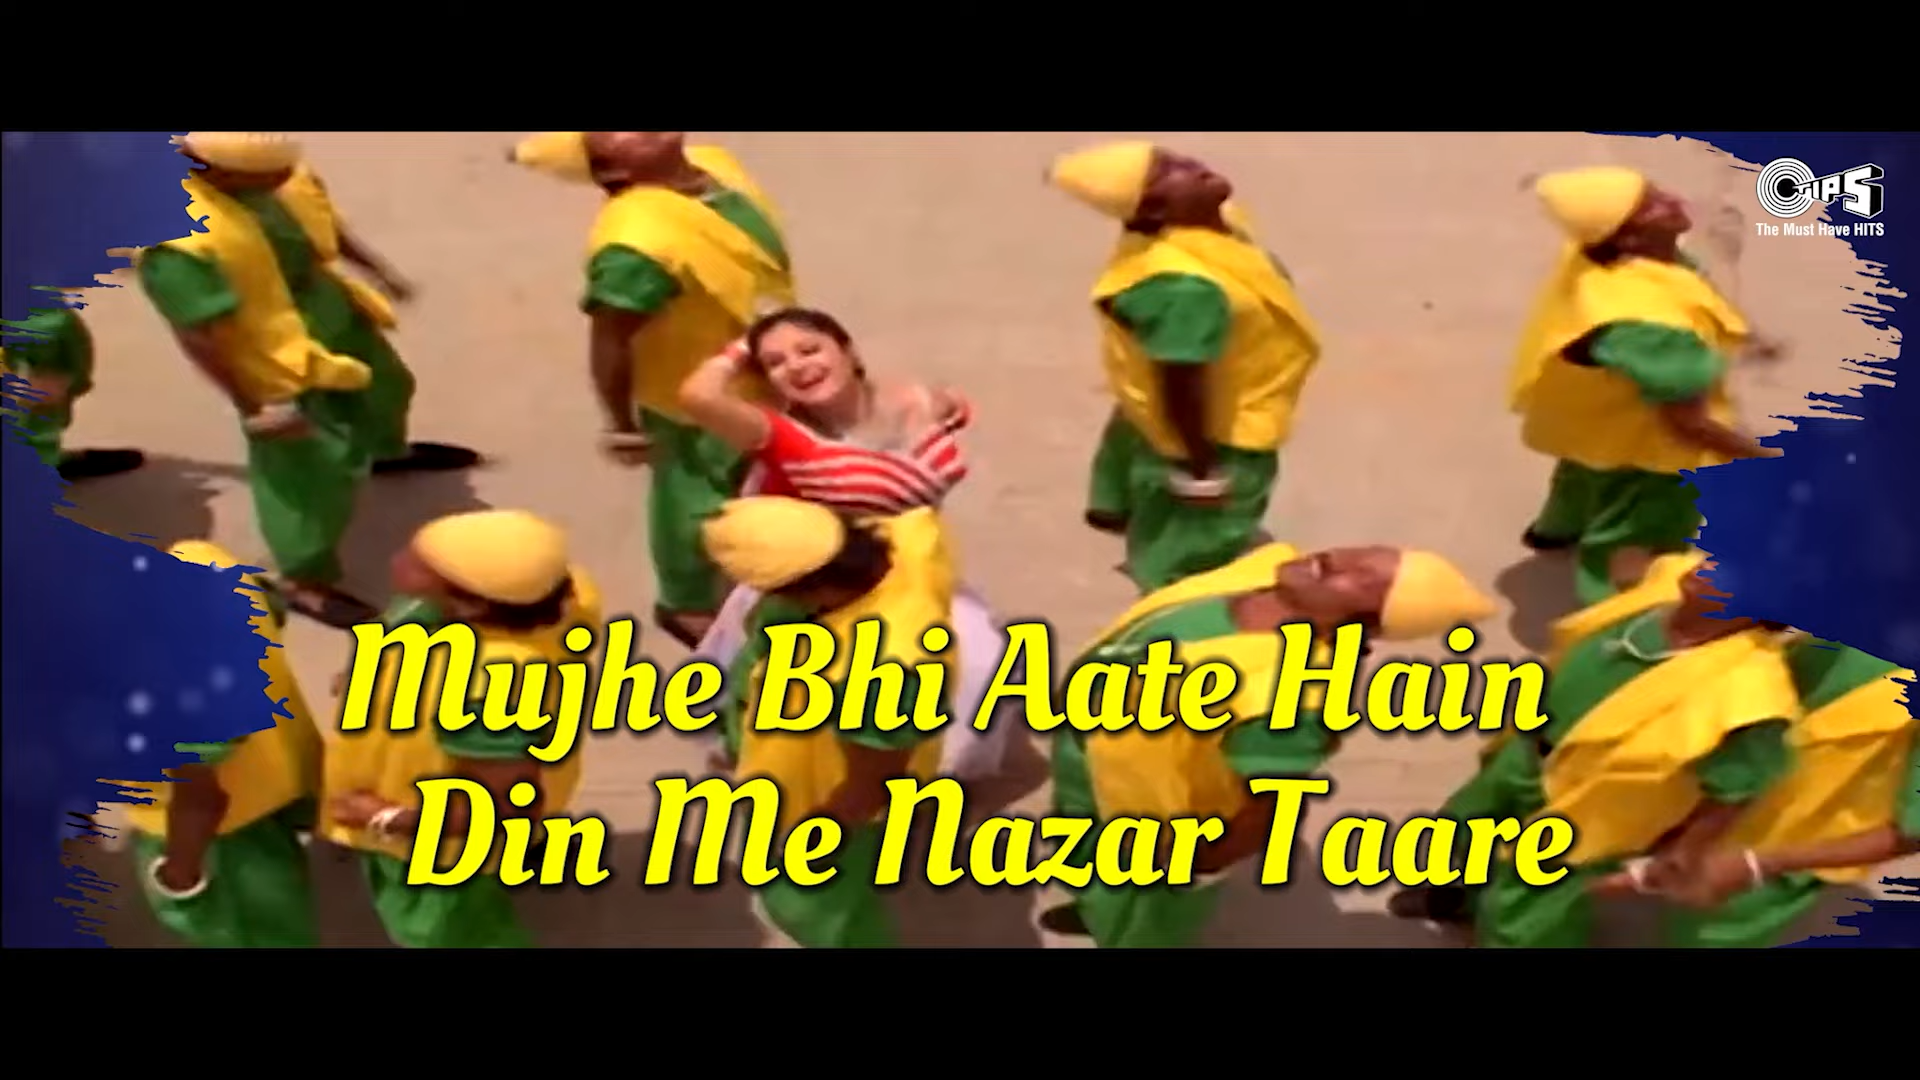 TIPS
The Must Have HITS
Mujhe Bhi Aate Hain
Din Me Nazar Taare